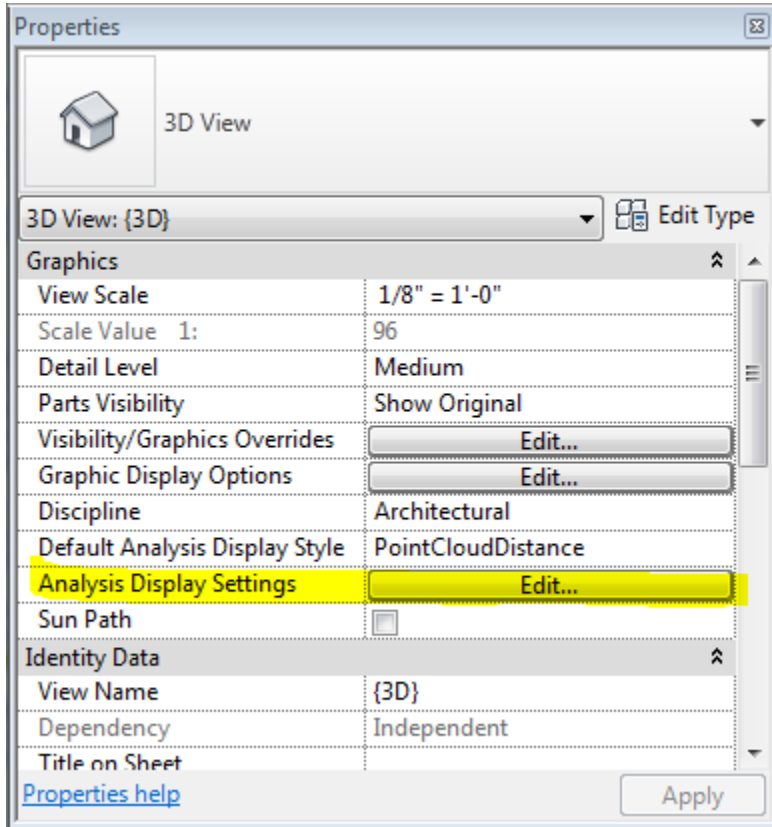 Properties
3D View
3D View: {3D} Edit Type
Graphics
View Scale 1/8" = 1'-0"
Scale Value 1: 96
Detail Level Medium
Parts Visibility Show Original
Visibility/Graphics Overrides Edit...
Graphic Display Options Edit...
Discipline Architectural
Default Analysis Display Style PointCloudDistance
Analysis Display Settings Edit...
Sun Path
Identity Data
View Name {3D}
Dependency Independent
Title on Sheet
Properties help Apply